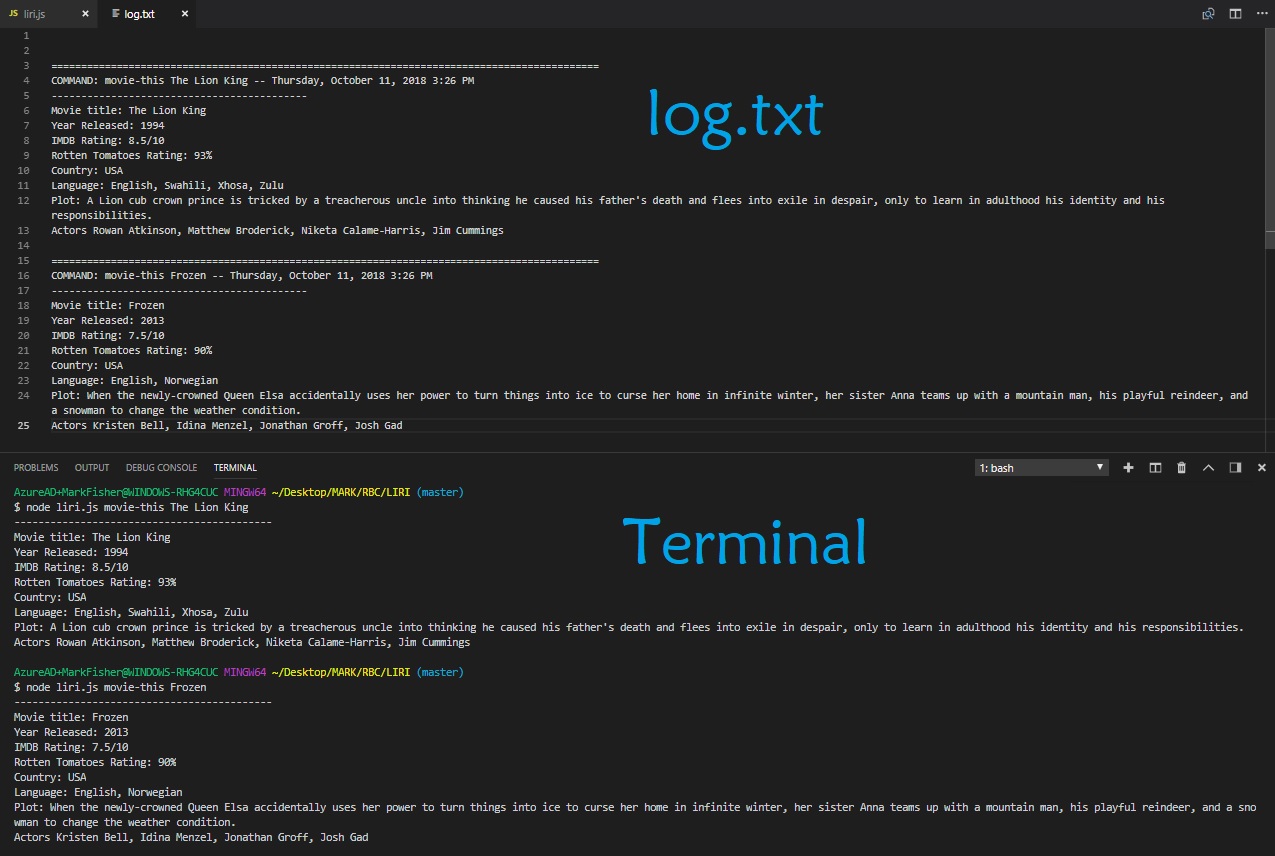 JS liri.js × log.txt ×
1
2
3 ============================================================================================
4 COMMAND: movie-this The Lion King -- Thursday, October 11, 2018 3:26 PM
5 -------------------------------------------
6 Movie title: The Lion King
7 Year Released: 1994
8 IMDB Rating: 8.5/10
9 Rotten Tomatoes Rating: 93%
10 Country: USA
11 Language: English, Swahili, Xhosa, Zulu
12 Plot: A Lion cub crown prince is tricked by a treacherous uncle into thinking he caused his father's death and flees into exile in despair, only to learn in adulthood his identity and his
responsibilities.
13 Actors Rowan Atkinson, Matthew Broderick, Niketa Calame-Harris, Jim Cummings
14
15 ============================================================================================
16 COMMAND: movie-this Frozen -- Thursday, October 11, 2018 3:26 PM
17 -------------------------------------------
18 Movie title: Frozen
19 Year Released: 2013
20 IMDB Rating: 7.5/10
21 Rotten Tomatoes Rating: 90%
22 Country: USA
23 Language: English, Norwegian
24 Plot: When the newly-crowned Queen Elsa accidentally uses her power to turn things into ice to curse her home in infinite winter, her sister Anna teams up with a mountain man, his playful reindeer, and
a snowman to change the weather condition.
25 Actors Kristen Bell, Idina Menzel, Jonathan Groff, Josh Gad
log.txt
PROBLEMS OUTPUT DEBUG CONSOLE TERMINAL 1: bash
AzureAD+MarkFisher@WINDOWS-RHG4CUC MINGW64 ~/Desktop/MARK/RBC/LIRI (master)
$ node liri.js movie-this The Lion King
-------------------------------------------
Movie title: The Lion King
Year Released: 1994
IMDB Rating: 8.5/10
Rotten Tomatoes Rating: 93%
Country: USA
Language: English, Swahili, Xhosa, Zulu
Plot: A Lion cub crown prince is tricked by a treacherous uncle into thinking he caused his father's death and flees into exile in despair, only to learn in adulthood his identity and his responsibilities.
Actors Rowan Atkinson, Matthew Broderick, Niketa Calame-Harris, Jim Cummings
Terminal
AzureAD+MarkFisher@WINDOWS-RHG4CUC MINGW64 ~/Desktop/MARK/RBC/LIRI (master)
$ node liri.js movie-this Frozen
-------------------------------------------
Movie title: Frozen
Year Released: 2013
IMDB Rating: 7.5/10
Rotten Tomatoes Rating: 90%
Country: USA
Language: English, Norwegian
Plot: When the newly-crowned Queen Elsa accidentally uses her power to turn things into ice to curse her home in infinite winter, her sister Anna teams up with a mountain man, his playful reindeer, and a sno
wman to change the weather condition.
Actors Kristen Bell, Idina Menzel, Jonathan Groff, Josh Gad